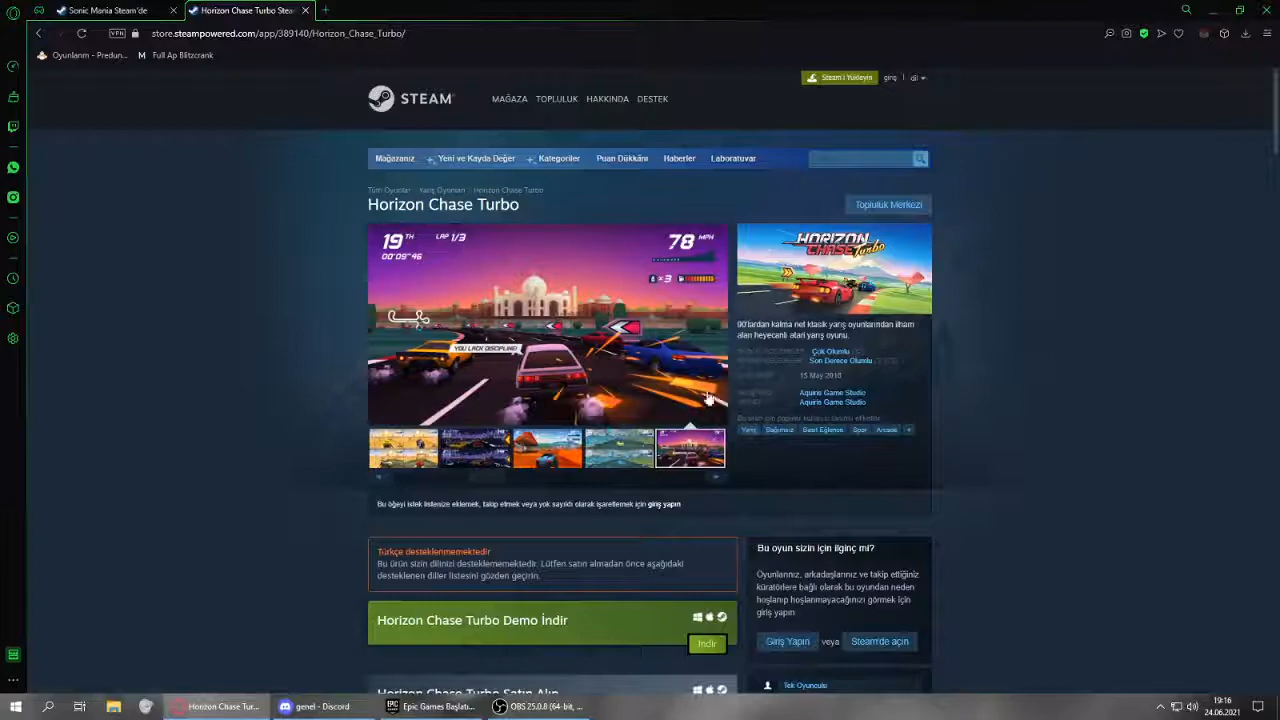 Sonic Mania Steam'de
Horizon Chase Turbo Ste
VPN
store.steampowered.com/app/389140/Horizon_Chase_Turbo/
Oyunlarım - Predun...
M Full Ap Blitzcrank
Steam'i Yükleyin
giriş | dil
STEAM
MAĞAZA TOPLULUK HAKKINDA DESTEK
Mağazanız Yeni ve Kayda Değer Kategoriler Puan Dükkânı Haberler Laboratuvar
Tüm Oyunlar Yarış Oyunları Horizon Chase Turbo
Horizon Chase Turbo
Topluluk Merkezi
19TH
LAP 1/3
00'09"46
78 MPH
x3
YOU LACK DISCIPLINE!
HORIZON
CHASE Turbo
90'lardan kalma net klasik yarış oyunlarından ilham
alan heyecanlı atari yarış oyunu.
Çok Olumlu
Son Derece Olumlu
15 May 2018
Aquiris Game Studio
Aquiris Game Studio
Yarış Bağımsız Basit Eğlence Spor Arcade +
Bu öğeyi istek listenize eklemek, takip etmek veya yok sayıldı olarak işaretlemek için giriş yapın
Türkçe desteklenmemektedir
Bu ürün sizin dilinizi desteklememektedir. Lütfen satın almadan önce aşağıdaki
desteklenen diller listesini gözden geçirin.
Horizon Chase Turbo Demo İndir
İndir
Horizon Chase Turbo Satın Alın
Bu oyun sizin için ilginç mi?
Oyunlarınız, arkadaşlarınız ve takip ettiğiniz
küratörlere bağlı olarak bu oyundan neden
hoşlanıp hoşlanmayacağınızı görmek için
giriş yapın
Giriş Yapın veya Steam'de açın
Tek Oyunculu
Horizon Chase Tur...
genel - Discord
Epic Games Başlatı...
OBS 25.0.8 (64-bit, ...
19:16
24.06.2021